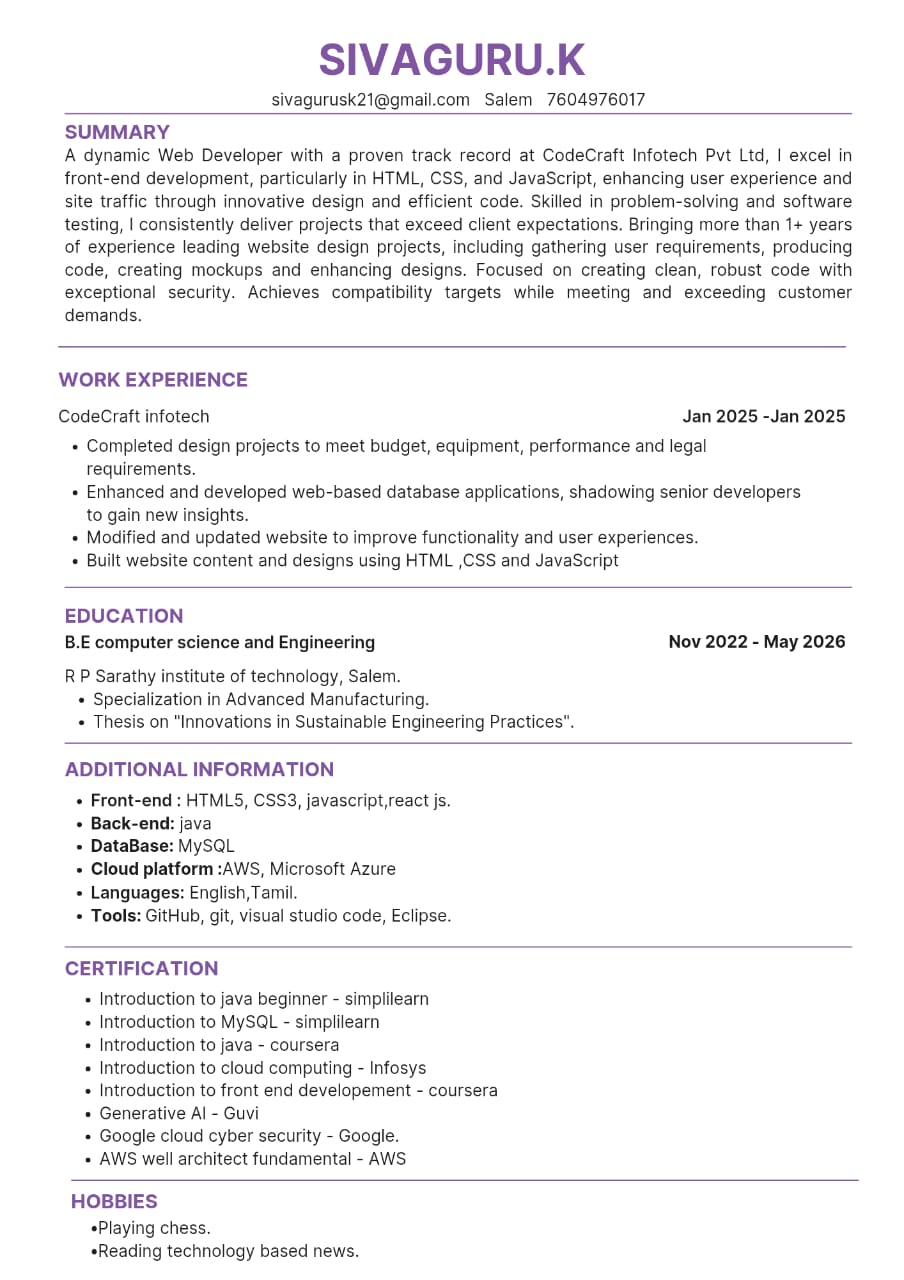 SIVAGURU.K
sivagurusk21@gmail.com Salem 7604976017
SUMMARY
A dynamic Web Developer with a proven track record at CodeCraft Infotech Pvt Ltd, I excel in
front-end development, particularly in HTML, CSS, and JavaScript, enhancing user experience and
site traffic through innovative design and efficient code. Skilled in problem-solving and software
testing, I consistently deliver projects that exceed client expectations. Bringing more than 1+ years
of experience leading website design projects, including gathering user requirements, producing
code, creating mockups and enhancing designs. Focused on creating clean, robust code with
exceptional security. Achieves compatibility targets while meeting and exceeding customer
demands.
WORK EXPERIENCE
CodeCraft infotech Jan 2025 -Jan 2025
• Completed design projects to meet budget, equipment, performance and legal
requirements.
• Enhanced and developed web-based database applications, shadowing senior developers
to gain new insights.
• Modified and updated website to improve functionality and user experiences.
• Built website content and designs using HTML ,CSS and JavaScript
EDUCATION
B.E computer science and Engineering Nov 2022 - May 2026
R P Sarathy institute of technology, Salem.
• Specialization in Advanced Manufacturing.
• Thesis on "Innovations in Sustainable Engineering Practices".
ADDITIONAL INFORMATION
• Front-end : HTML5, CSS3, javascript,react js.
• Back-end: java
• DataBase: MySQL
• Cloud platform :AWS, Microsoft Azure
• Languages: English,Tamil.
• Tools: GitHub, git, visual studio code, Eclipse.
CERTIFICATION
• Introduction to java beginner - simplilearn
• Introduction to MySQL - simplilearn
• Introduction to java - coursera
• Introduction to cloud computing - Infosys
• Introduction to front end developement - coursera
• Generative AI - Guvi
• Google cloud cyber security - Google.
• AWS well architect fundamental - AWS
HOBBIES
•Playing chess.
•Reading technology based news.